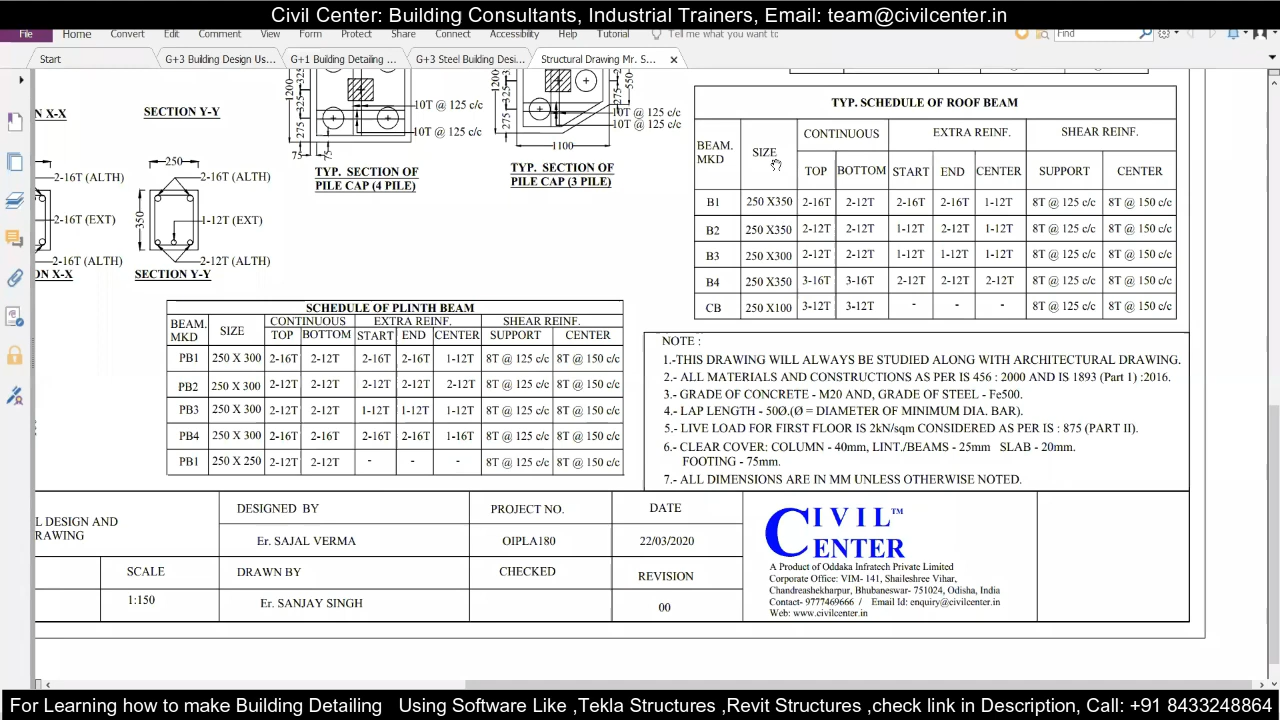 Civil Center: Building Consultants, Industrial Trainers, Email: team@civilcenter.in
File Home Convert Edit Comment View Form Protect Share Connect Accessibility Help Tutorial Tell me what you want to Find
Start G+3 Building Design Us... G+1 Building Detailing ... G+3 Steel Building Desi... Structural Drawing Mr. S... ×
N X-X
SECTION Y-Y
250
350
2-16T (ALTH)
2-16T (EXT)
2-16T (ALTH)
ON X-X
2-16T (ALTH)
1-12T (EXT)
2-12T (ALTH)
SECTION Y-Y
1200
325
325
275
75
75
10T @ 125 c/c
10T @ 125 c/c
TYP. SECTION OF
PILE CAP (4 PILE)
1200
325
325
275
550
275
1100
10T @ 125 c/c
10T @ 125 c/c
TYP. SECTION OF
PILE CAP (3 PILE)
TYP. SCHEDULE OF ROOF BEAM
BEAM. MKD SIZE CONTINUOUS EXTRA REINF. SHEAR REINF.
TOP BOTTOM START END CENTER SUPPORT CENTER
B1 250 X350 2-16T 2-12T 2-16T 2-16T 1-12T 8T @ 125 c/c 8T @ 150 c/c
B2 250 X350 2-12T 2-12T 1-12T 2-12T 1-12T 8T @ 125 c/c 8T @ 150 c/c
B3 250 X300 2-12T 2-12T 1-12T 1-12T 1-12T 8T @ 125 c/c 8T @ 150 c/c
B4 250 X350 3-16T 3-16T 2-12T 2-12T 2-12T 8T @ 125 c/c 8T @ 150 c/c
CB 250 X100 3-12T 3-12T - - - 8T @ 125 c/c 8T @ 150 c/c
SCHEDULE OF PLINTH BEAM
BEAM. MKD SIZE CONTINUOUS EXTRA REINF. SHEAR REINF.
TOP BOTTOM START END CENTER SUPPORT CENTER
PB1 250 X 300 2-16T 2-12T 2-16T 2-16T 1-12T 8T @ 125 c/c 8T @ 150 c/c
PB2 250 X 300 2-12T 2-12T 2-12T 2-12T 2-12T 8T @ 125 c/c 8T @ 150 c/c
PB3 250 X 300 2-12T 2-12T 1-12T 1-12T 1-12T 8T @ 125 c/c 8T @ 150 c/c
PB4 250 X 300 2-16T 2-16T 2-16T 2-16T 1-16T 8T @ 125 c/c 8T @ 150 c/c
PB1 250 X 250 2-12T 2-12T - - - 8T @ 125 c/c 8T @ 150 c/c
NOTE :
1.-THIS DRAWING WILL ALWAYS BE STUDIED ALONG WITH ARCHITECTURAL DRAWING.
2.- ALL MATERIALS AND CONSTRUCTIONS AS PER IS 456 : 2000 AND IS 1893 (Part 1) :2016.
3.- GRADE OF CONCRETE - M20 AND, GRADE OF STEEL - Fe500.
4.- LAP LENGTH - 50Ø.(Ø = DIAMETER OF MINIMUM DIA. BAR).
5.- LIVE LOAD FOR FIRST FLOOR IS 2kN/sqm CONSIDERED AS PER IS : 875 (PART II).
6.- CLEAR COVER: COLUMN - 40mm, LINT./BEAMS - 25mm SLAB - 20mm.
FOOTING - 75mm.
7.- ALL DIMENSIONS ARE IN MM UNLESS OTHERWISE NOTED.
L DESIGN AND
RAWING
DESIGNED BY PROJECT NO. DATE
Er. SAJAL VERMA OIPLA180 22/03/2020
SCALE DRAWN BY CHECKED REVISION
1:150 Er. SANJAY SINGH 00
CIVIL™
CENTER
A Product of Oddaka Infratech Private Limited
Corporate Office: VIM- 141, Shaileshree Vihar,
Chandreashekharpur, Bhubaneswar- 751024, Odisha, India
Contact- 9777469666 / Email Id: enquiry@civilcenter.in
Web: www.civilcenter.in
For Learning how to make Building Detailing Using Software Like ,Tekla Structures ,Revit Structures ,check link in Description, Call: +91 8433248864